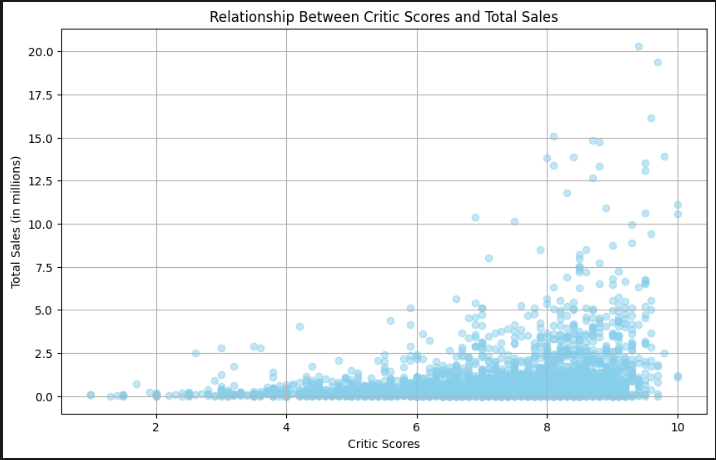 Relationship Between Critic Scores and Total Sales
20.0
17.5
15.0
12.5
10.0
7.5
5.0
2.5
0.0
Total Sales (in millions)
2 4 6 8 10
Critic Scores